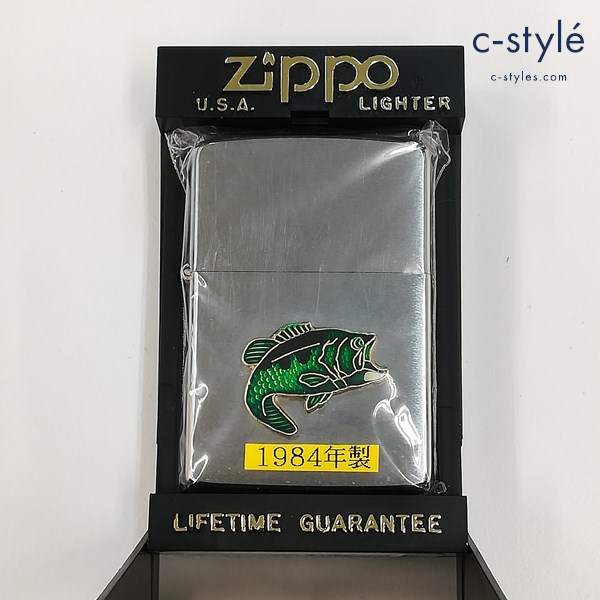 c-stylé
c-styles.com
zippo
U.S.A. LIGHTER
1984年製
LIFETIME GUARANTEE